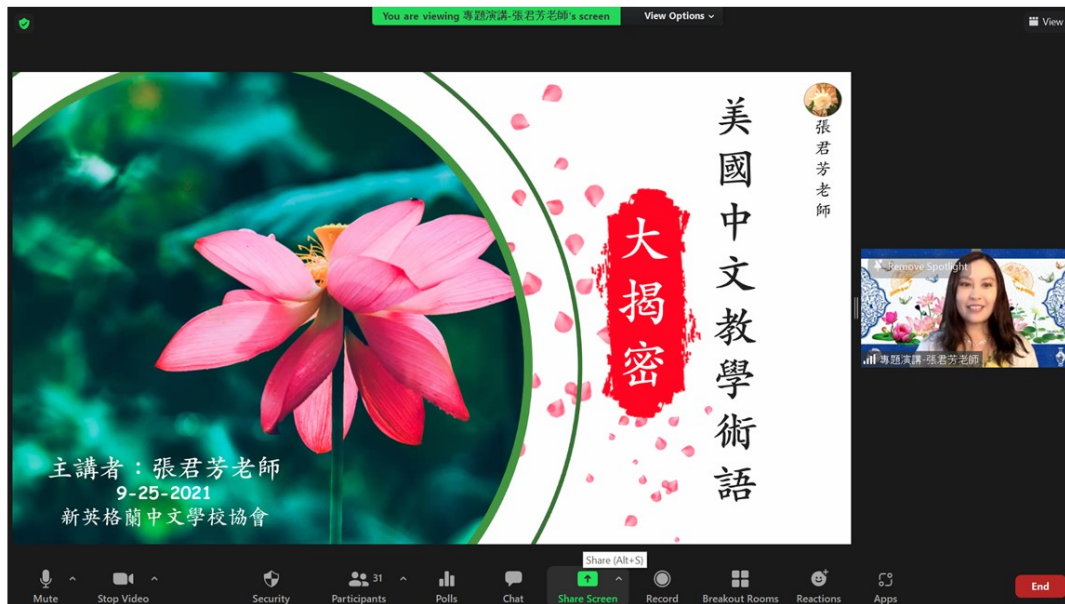 You are viewing 專題演講-張君芳老師's screen
View Options
View
美國中文教學術語
大揭密
張君芳老師
主講者：張君芳老師
9-25-2021
新英格蘭中文學校協會
Remove Spotlight
專題演講-張君芳老師
Share (Alt+S)
Mute
Stop Video
Security
Participants
31
Polls
Chat
Share Screen
Record
Breakout Rooms
Reactions
Apps
End